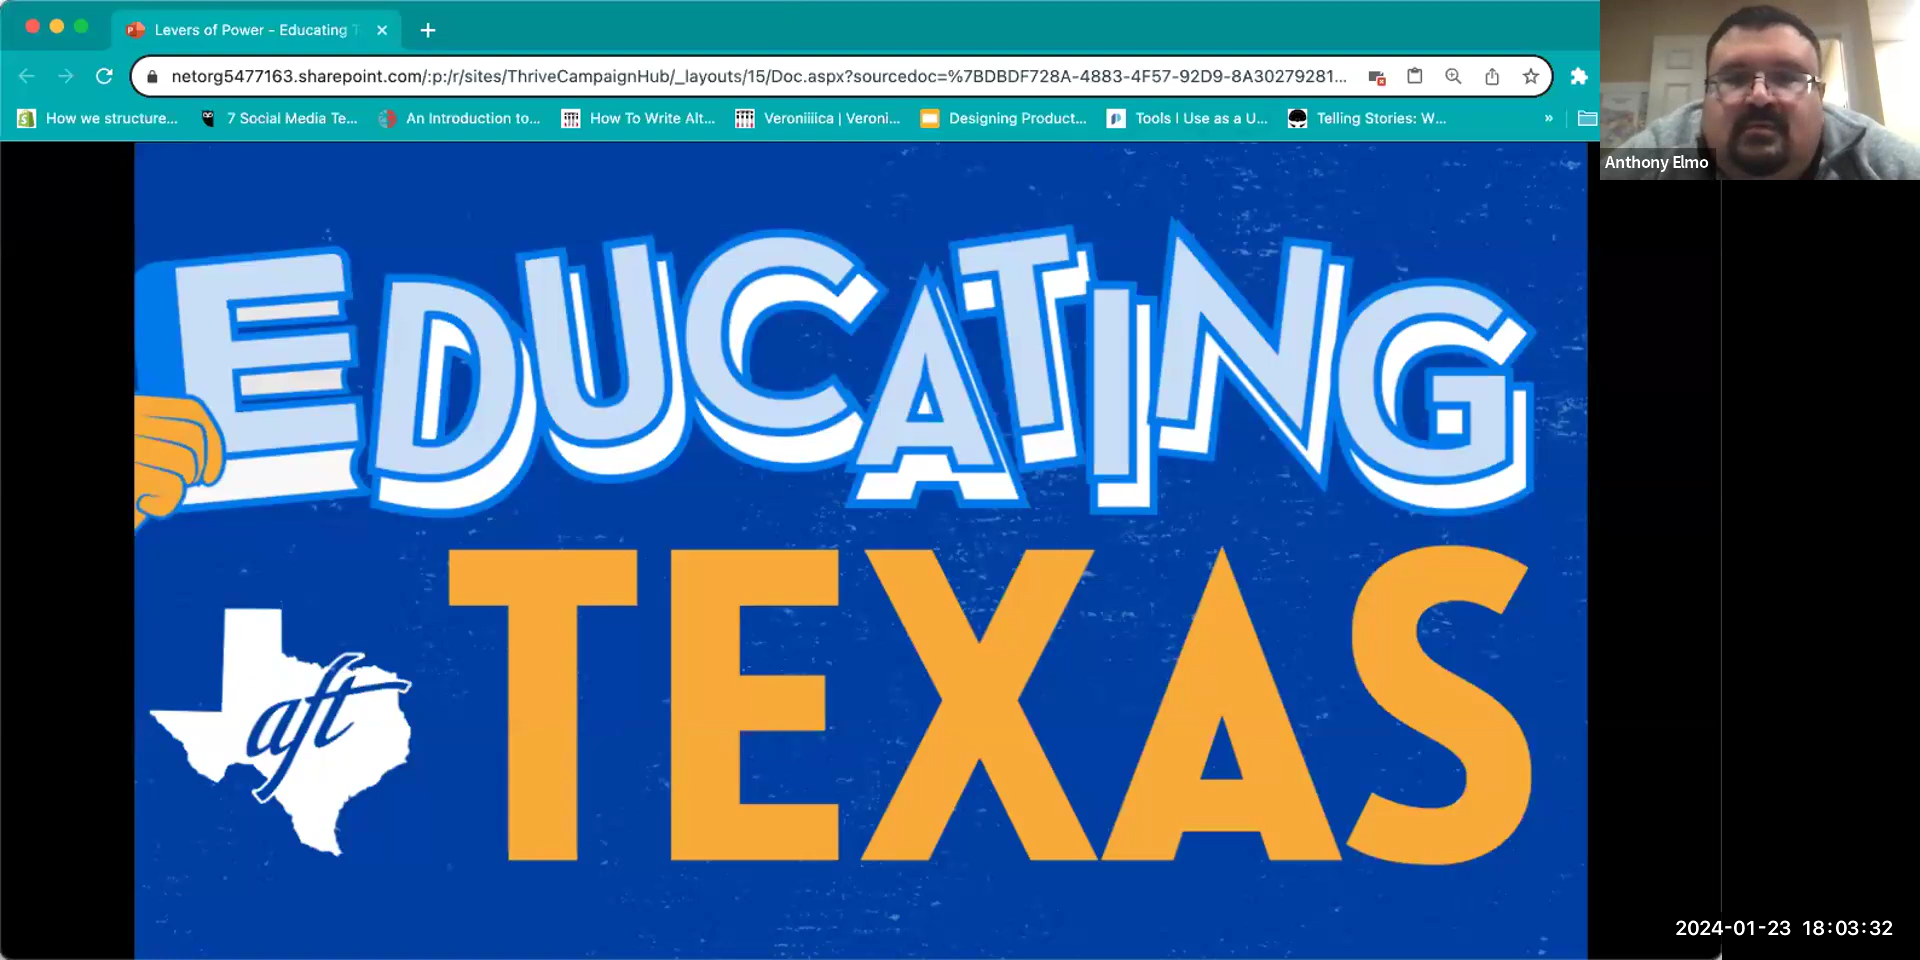 Levers of Power - Educating T
netorg5477163.sharepoint.com/:p:/r/sites/ThriveCampaignHub/_layouts/15/Doc.aspx?sourcedoc=%7BDBDF728A-4883-4F57-92D9-8A30279281...
How we structure...
7 Social Media Te...
An Introduction to...
How To Write Alt...
Veroniiiica | Veroni...
Designing Product...
Tools I Use as a U...
Telling Stories: W...
»
Anthony Elmo
EDUCATING
TEXAS
aft
2024-01-23 18:03:32